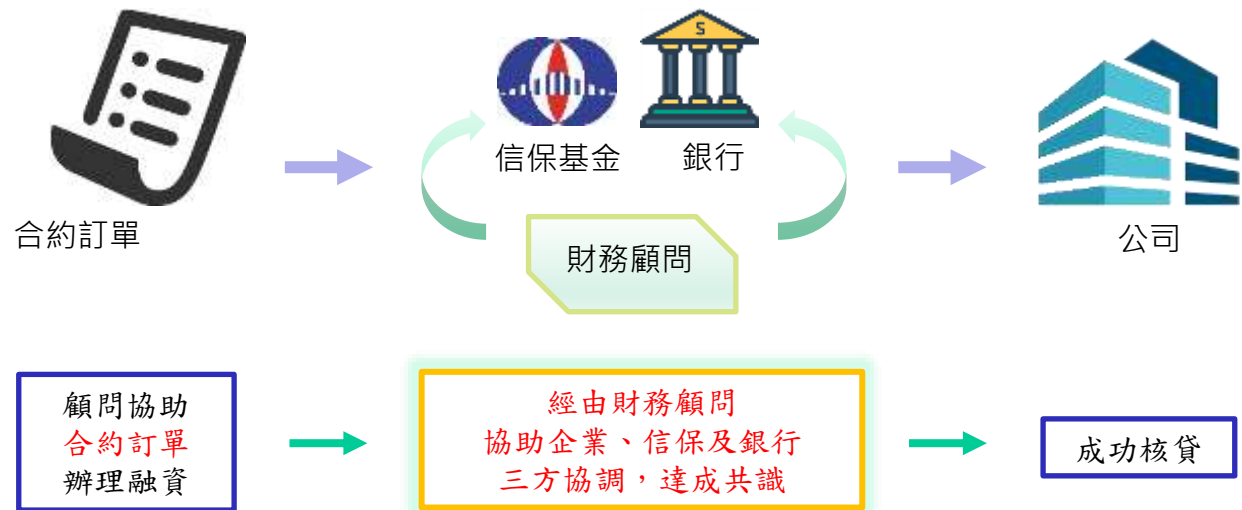 信保基金
銀行
合約訂單
財務顧問
公司
顧問協助
合約訂單
辦理融資
經由財務顧問
協助企業、信保及銀行
三方協調，達成共識
成功核貸